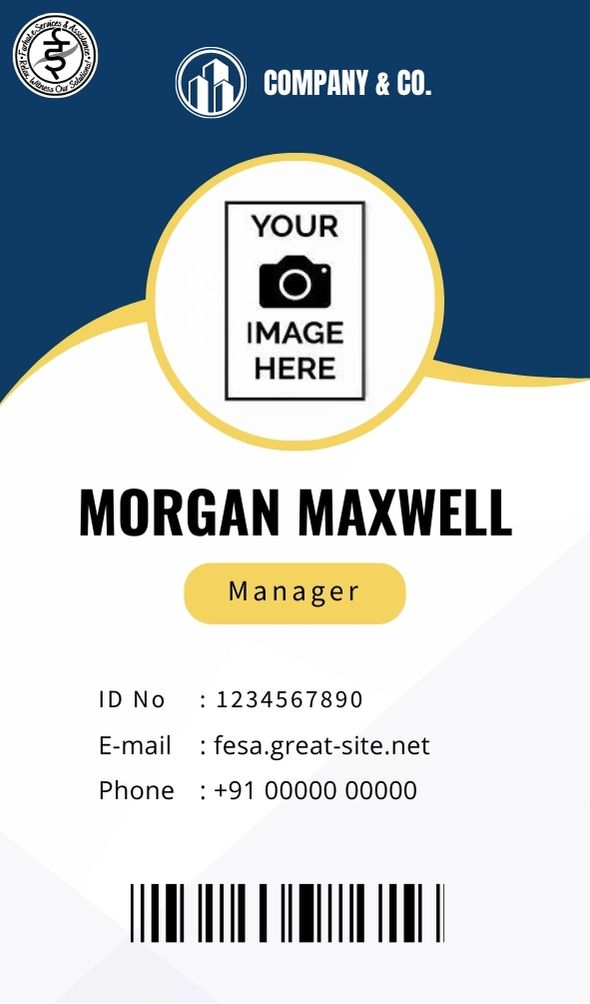 Farhat e-Services & Assistance
Relax, Witness Our Solutions!
COMPANY & CO.
YOUR
IMAGE
HERE
MORGAN MAXWELL
Manager
ID No : 1234567890
E-mail : fesa.great-site.net
Phone : +91 00000 00000